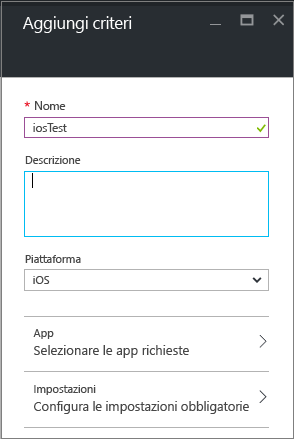 Aggiungi criteri
* Nome
iosTest
Descrizione
Piattaforma
iOS
App
Selezionare le app richieste
Impostazioni
Configura le impostazioni obbligatorie